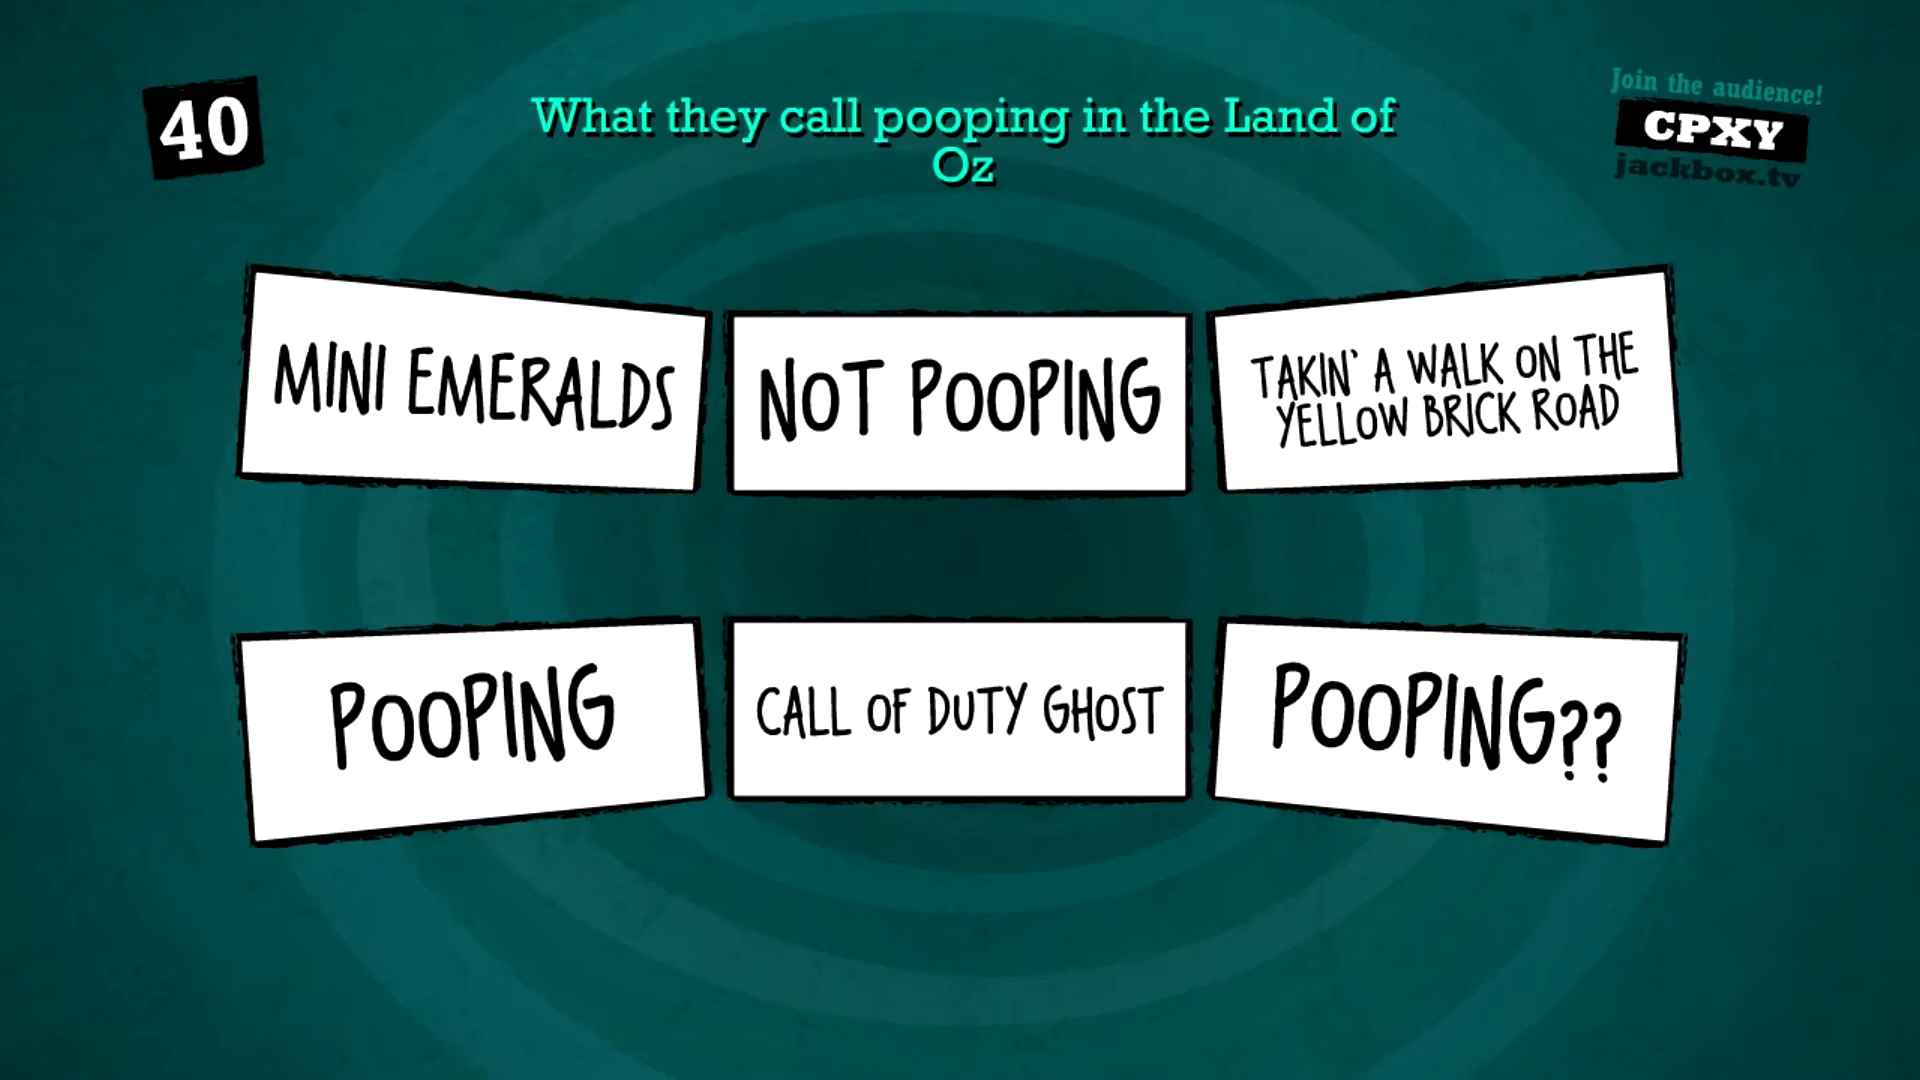 40
What they call pooping in the Land of
Oz
Join the audience!
CPXY
jackbox.tv
MINI EMERALDS
NOT POOPING
TAKIN' A WALK ON THE
YELLOW BRICK ROAD
POOPING
CALL OF DUTY GHOST
POOPING??